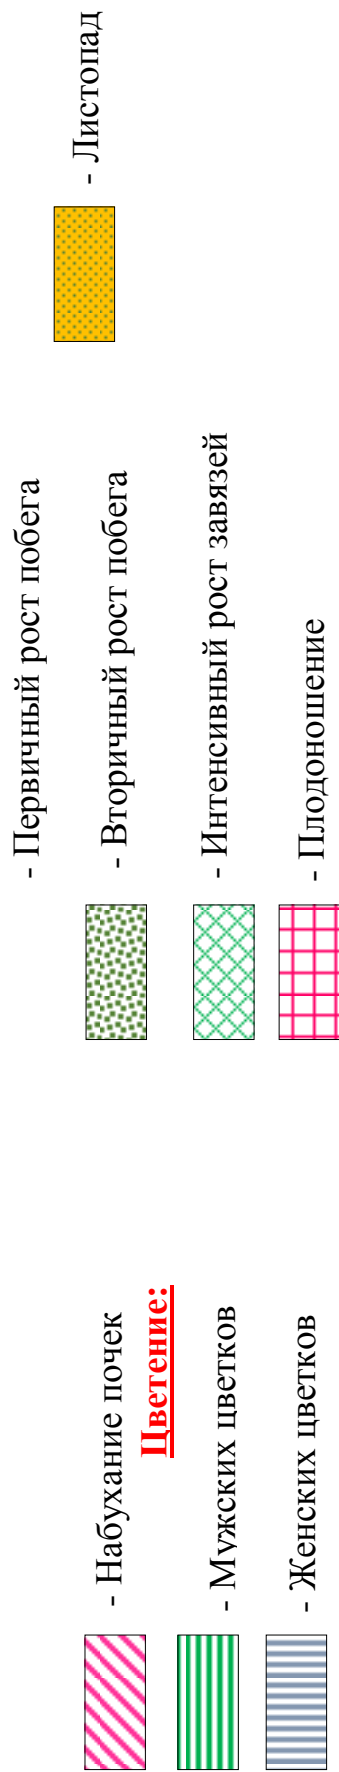 - Набухание почек
Цветение:
- Мужских цветков
- Женских цветков
- Первичный рост побега
- Вторичный рост побега
- Интенсивный рост завязей
- Плодоношение
- Листопад